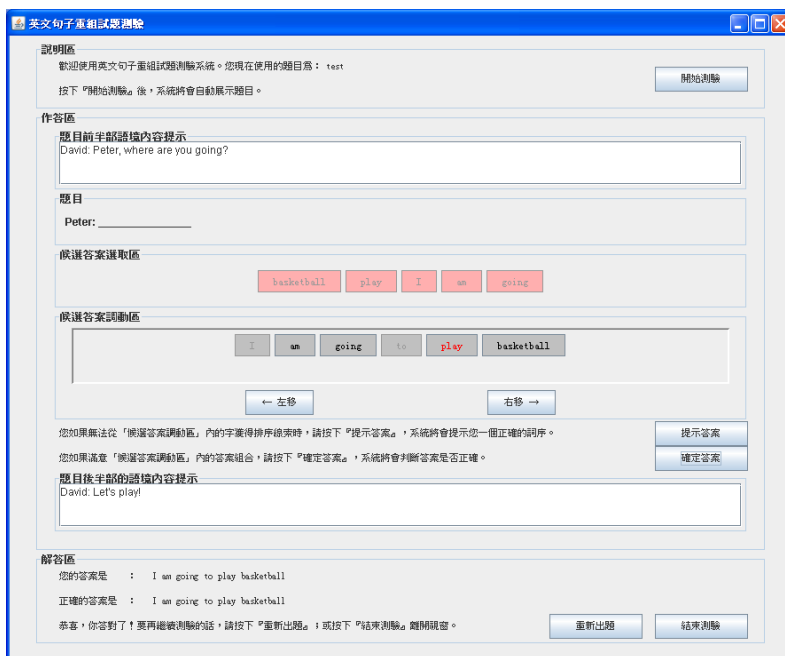 英文句子重組試題測驗
說明區
歡迎使用英文句子重組試題測驗系統。您現在使用的題目為： test
開始測驗
按下『開始測驗』後，系統將會自動展示題目。
作答區
題目前半部語境內容提示
David: Peter, where are you going?
題目
Peter: _______________
候選答案選取區
basketball play I am going
候選答案調動區
I am going to play basketball
← 左移 右移 →
您如果無法從「候選答案調動區」內的字獲得排序線索時，請按下『提示答案』，系統將會提示您一個正確的詞序。 提示答案
您如果滿意「候選答案調動區」內的答案組合，請按下『確定答案』，系統將會判斷答案是否正確。 確定答案
題目後半部的語境內容提示
David: Let's play!
解答區
您的答案是 ： I am going to play basketball
正確的答案是 ： I am going to play basketball
恭喜，你答對了！要再繼續測驗的話，請按下『重新出題』；或按下『結束測驗』離開視窗。 重新出題 結束測驗